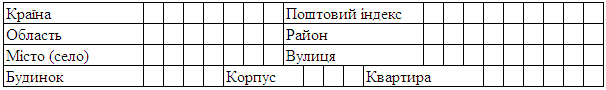 Країна Поштовий індекс
Область Район
Місто (село) Вулиця
Будинок Корпус Квартира